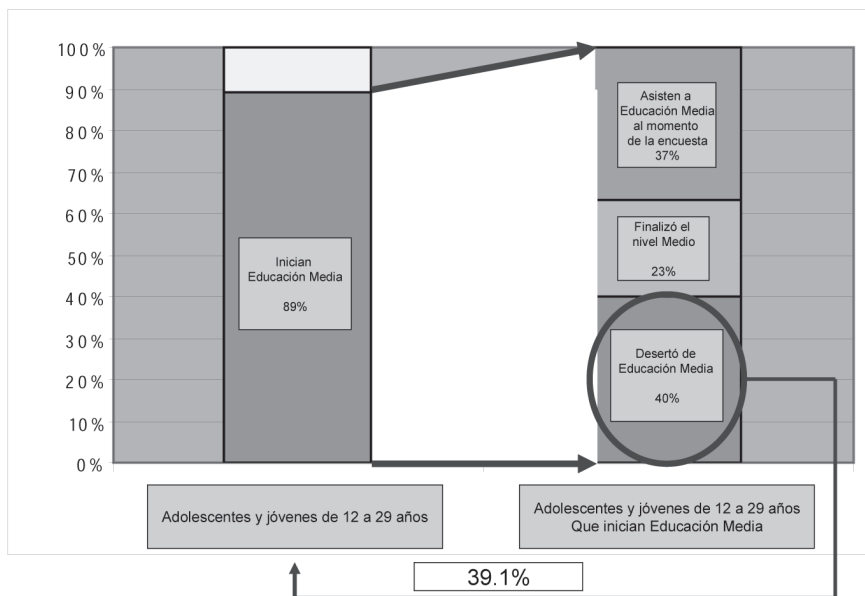 100%
90%
80%
70%
60%
50%
40%
30%
20%
10%
0%
Inician
Educación Media
89%
Asisten a
Educación Media
al momento
de la encuesta
37%
Finalizó el
nivel Medio
23%
Desertó de
Educación Media
40%
Adolescentes y jóvenes de 12 a 29 años
Adolescentes y jóvenes de 12 a 29 años
Que inician Educación Media
39.1%